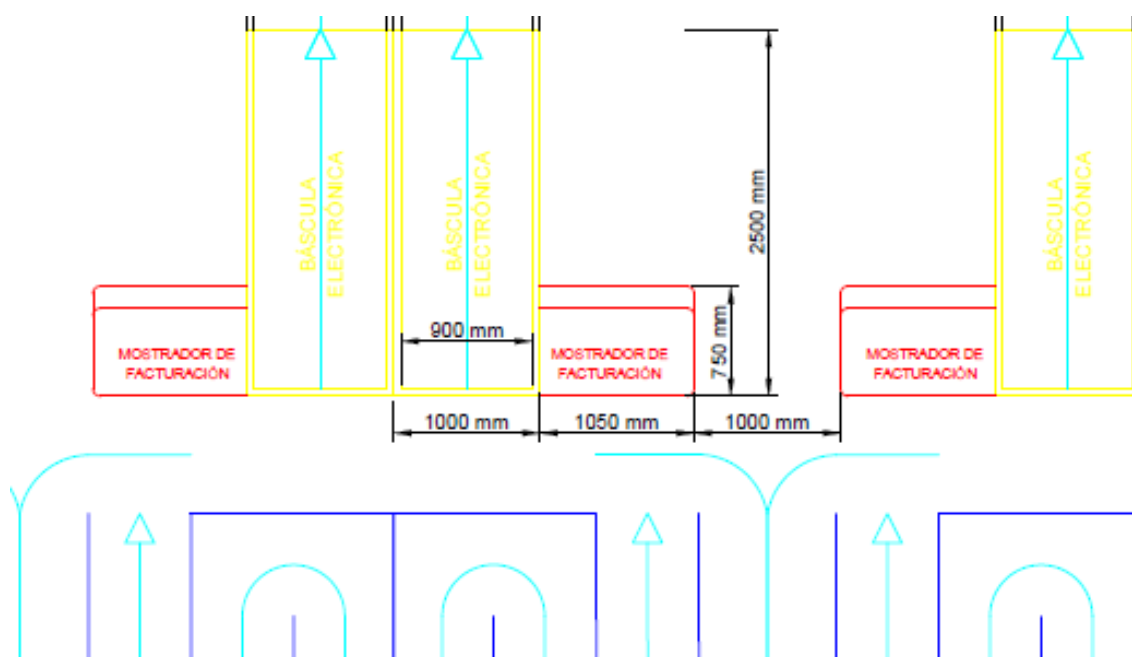 BÁSCULA
ELECTRÓNICA
BÁSCULA
ELECTRÓNICA
2500 mm
BÁSCULA
ELECTRÓNICA
900 mm
750 mm
MOSTRADOR DE
FACTURACIÓN
MOSTRADOR DE
FACTURACIÓN
MOSTRADOR DE
FACTURACIÓN
1000 mm
1050 mm
1000 mm